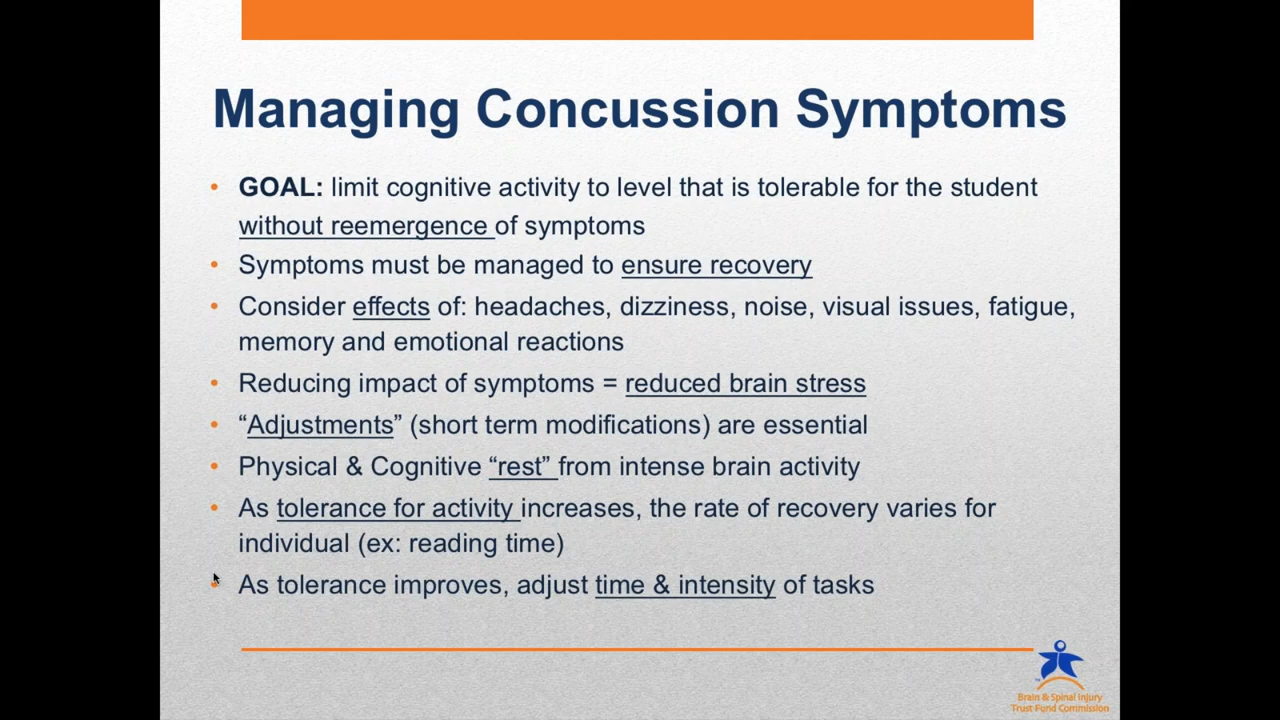 Managing Concussion Symptoms
• GOAL: limit cognitive activity to level that is tolerable for the student
without reemergence of symptoms
• Symptoms must be managed to ensure recovery
• Consider effects of: headaches, dizziness, noise, visual issues, fatigue,
memory and emotional reactions
• Reducing impact of symptoms = reduced brain stress
• “Adjustments” (short term modifications) are essential
• Physical & Cognitive “rest” from intense brain activity
• As tolerance for activity increases, the rate of recovery varies for
individual (ex: reading time)
• As tolerance improves, adjust time & intensity of tasks
Brain & Spinal Injury
Trust Fund Commission